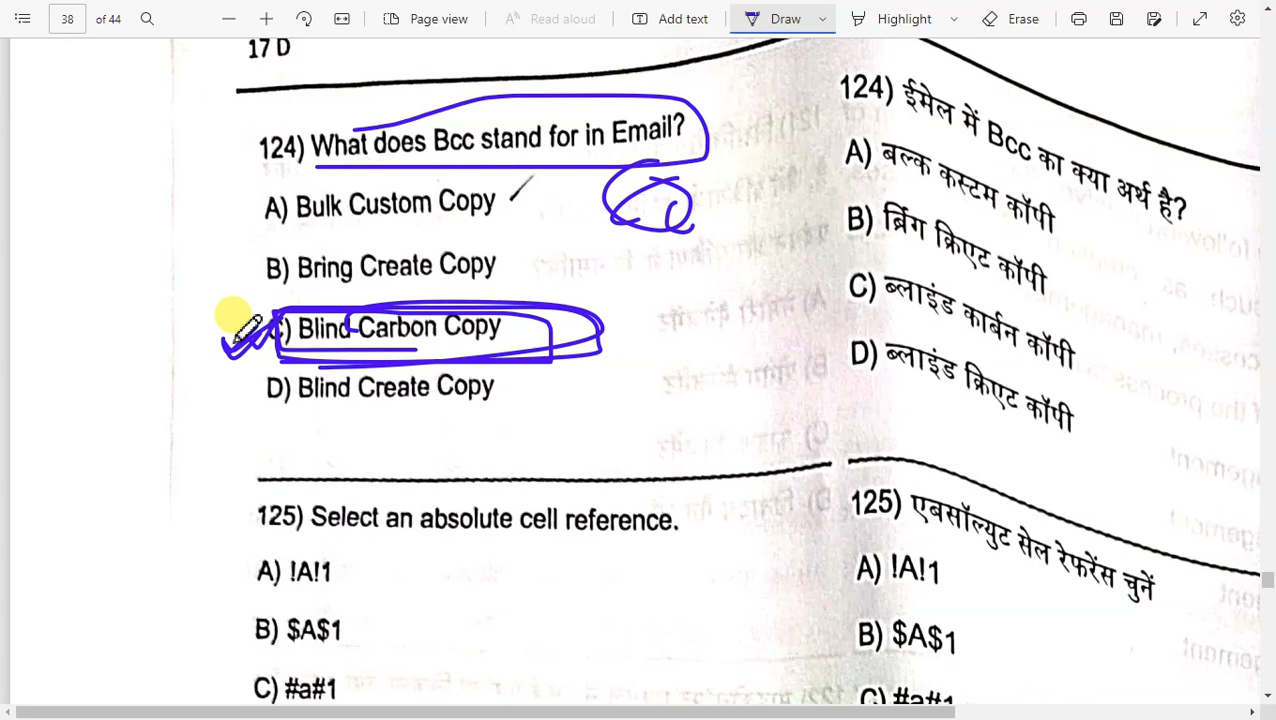 38 of 44 Page view Read aloud Add text Draw Highlight Erase
17 D
124) What does Bcc stand for in Email?
A) Bulk Custom Copy
B) Bring Create Copy
C) Blind Carbon Copy
D) Blind Create Copy
125) Select an absolute cell reference.
A) !A!1
B) $A$1
C) #a#1
124) ईमेल में Bcc का क्या अर्थ है?
A) बल्क कस्टम कॉपी
B) ब्रिंग क्रिएट कॉपी
C) ब्लाइंड कार्बन कॉपी
D) ब्लाइंड क्रिएट कॉपी
125) एबसॉल्युट सेल रेफरेंस चुनें
A) !A!1
B) $A$1
C) #a#1